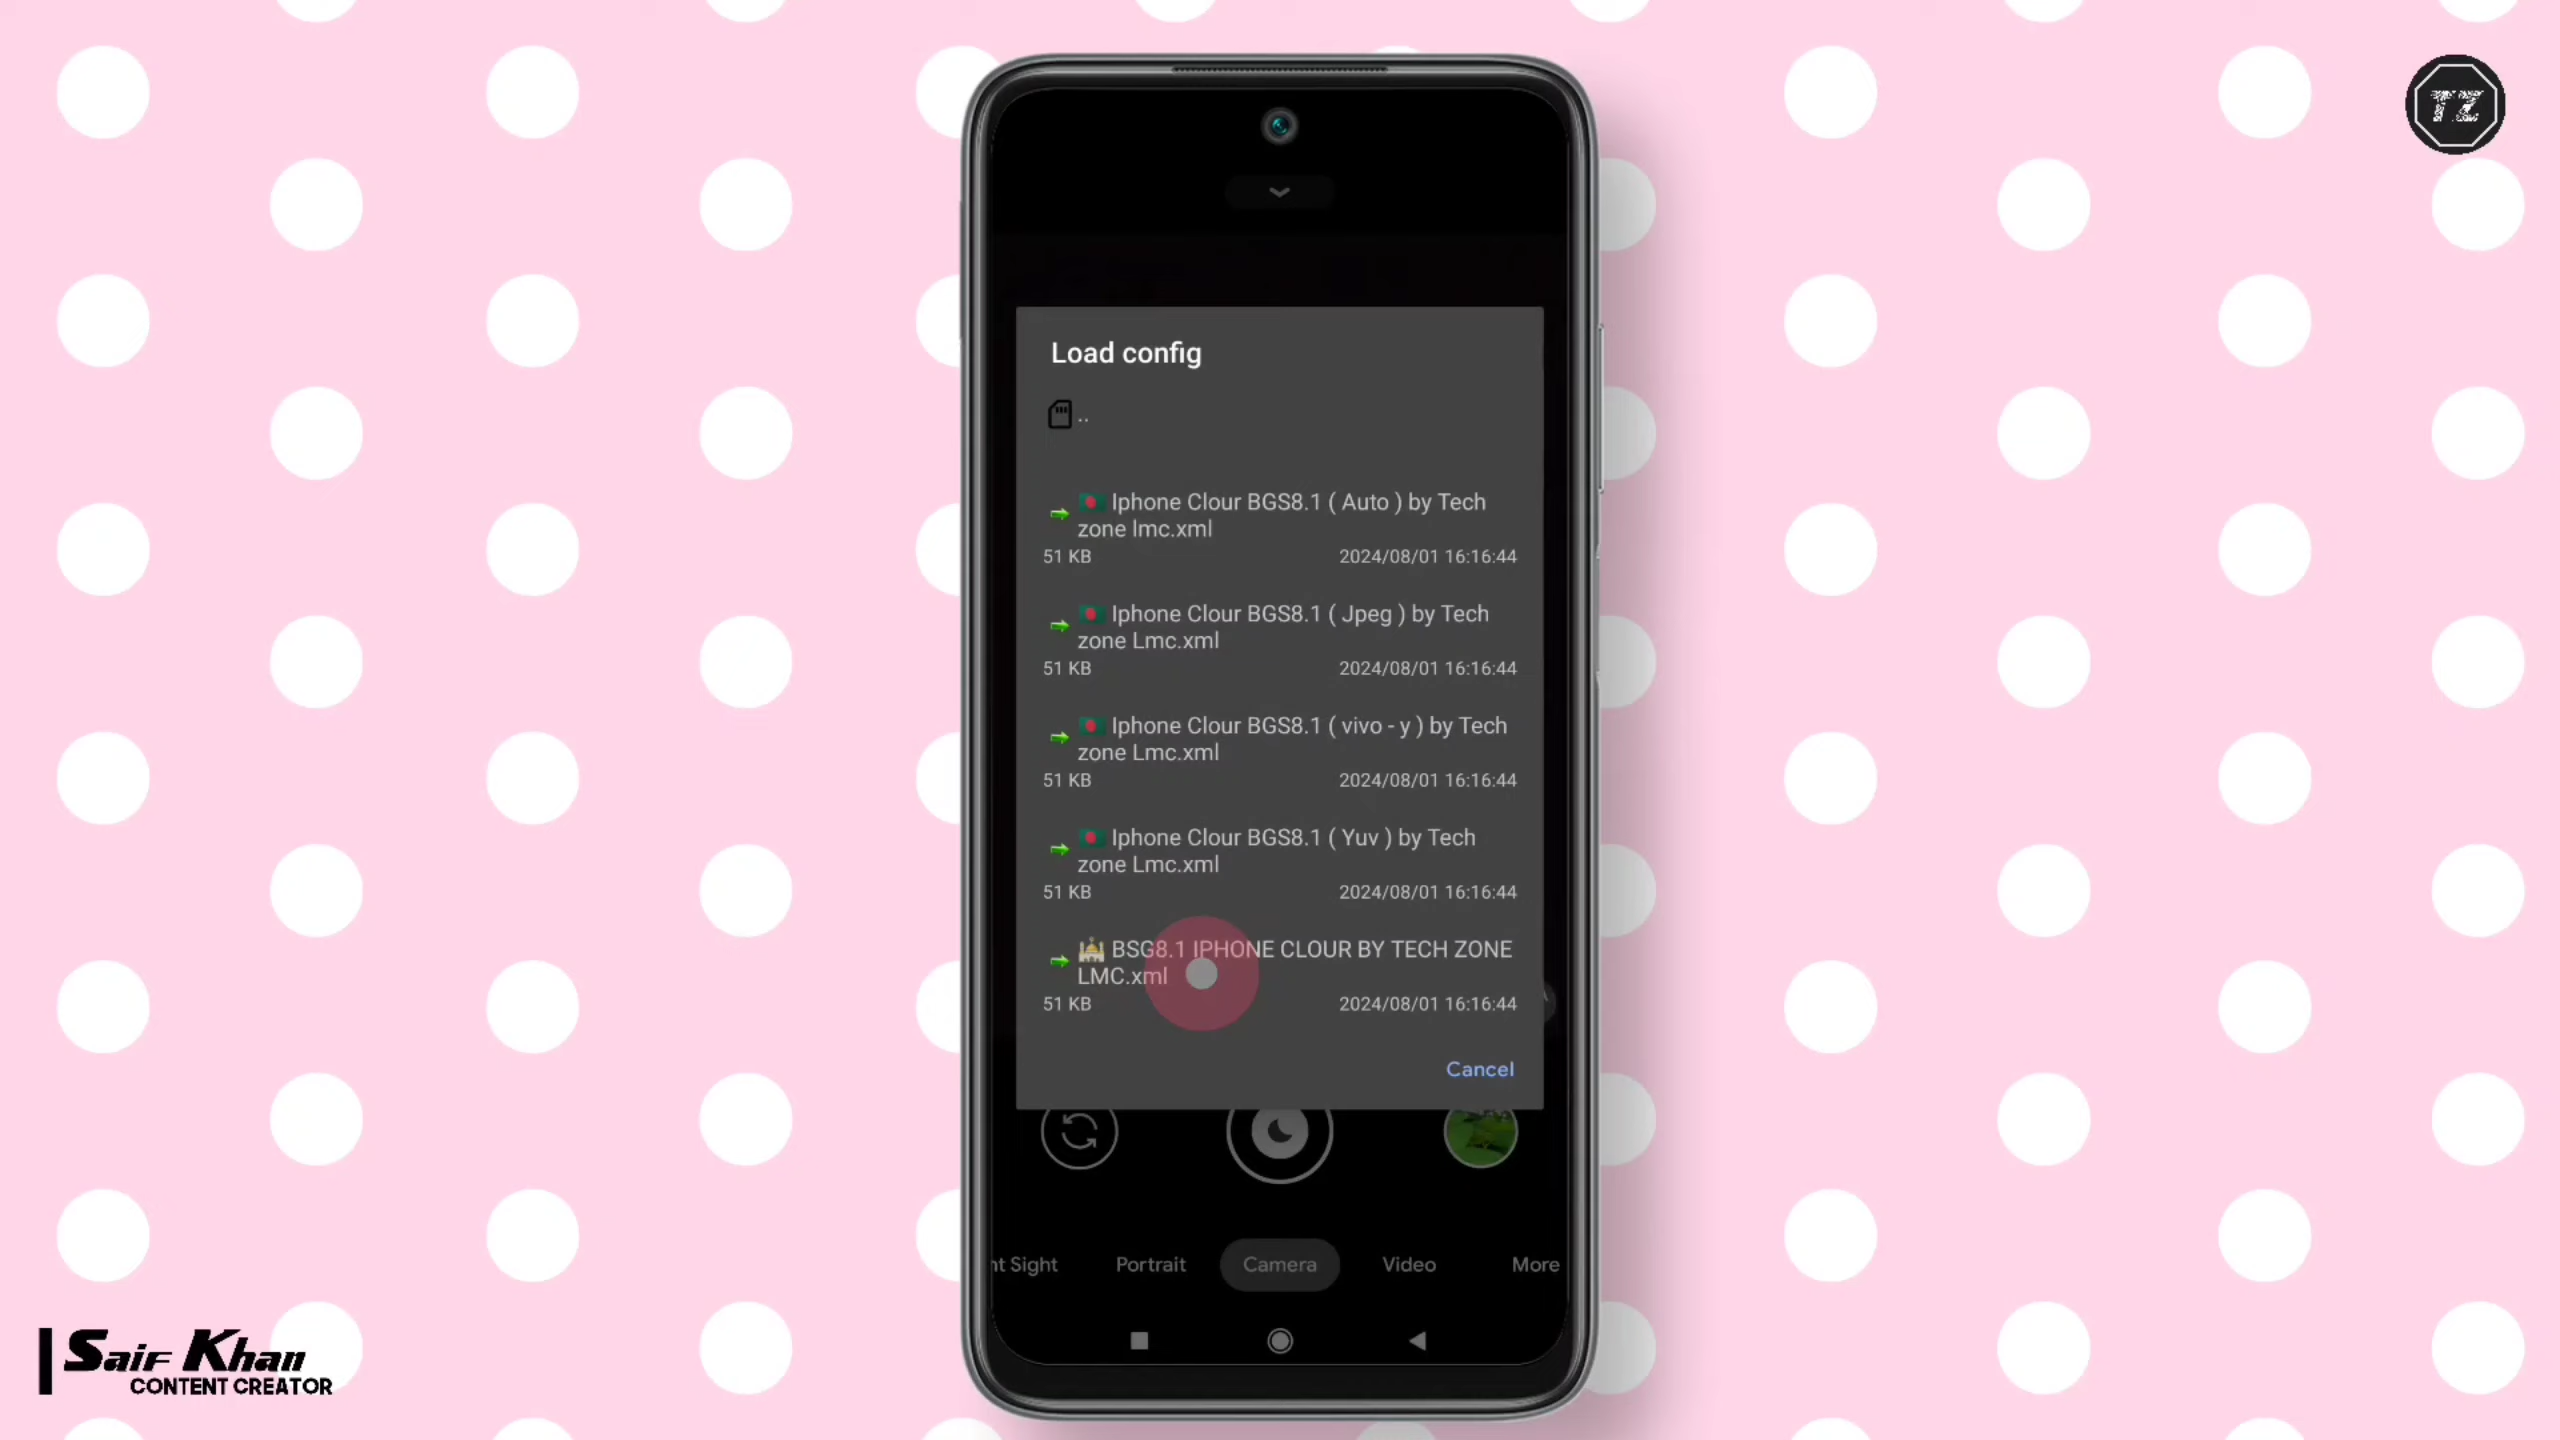 TZ
Load config
..
Iphone Clour BGS8.1 ( Auto ) by Tech
zone lmc.xml
51 KB 2024/08/01 16:16:44
Iphone Clour BGS8.1 ( Jpeg ) by Tech
zone Lmc.xml
51 KB 2024/08/01 16:16:44
Iphone Clour BGS8.1 ( vivo - y ) by Tech
zone Lmc.xml
51 KB 2024/08/01 16:16:44
Iphone Clour BGS8.1 ( Yuv ) by Tech
zone Lmc.xml
51 KB 2024/08/01 16:16:44
BSG8.1 IPHONE CLOUR BY TECH ZONE
LMC.xml
51 KB 2024/08/01 16:16:44
Cancel
nt Sight Portrait Camera Video More
Saif Khan
CONTENT CREATOR